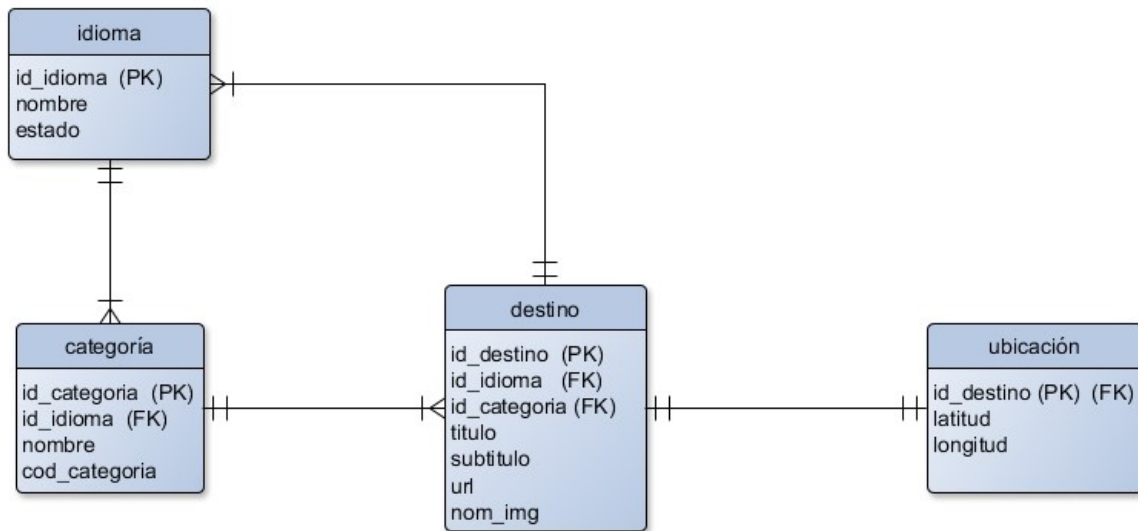 idioma
id_idioma (PK)
nombre
estado
categoría
id_categoria (PK)
id_idioma (FK)
nombre
cod_categoria
destino
id_destino (PK)
id_idioma (FK)
id_categoria (FK)
titulo
subtitulo
url
nom_img
ubicación
id_destino (PK) (FK)
latitud
longitud